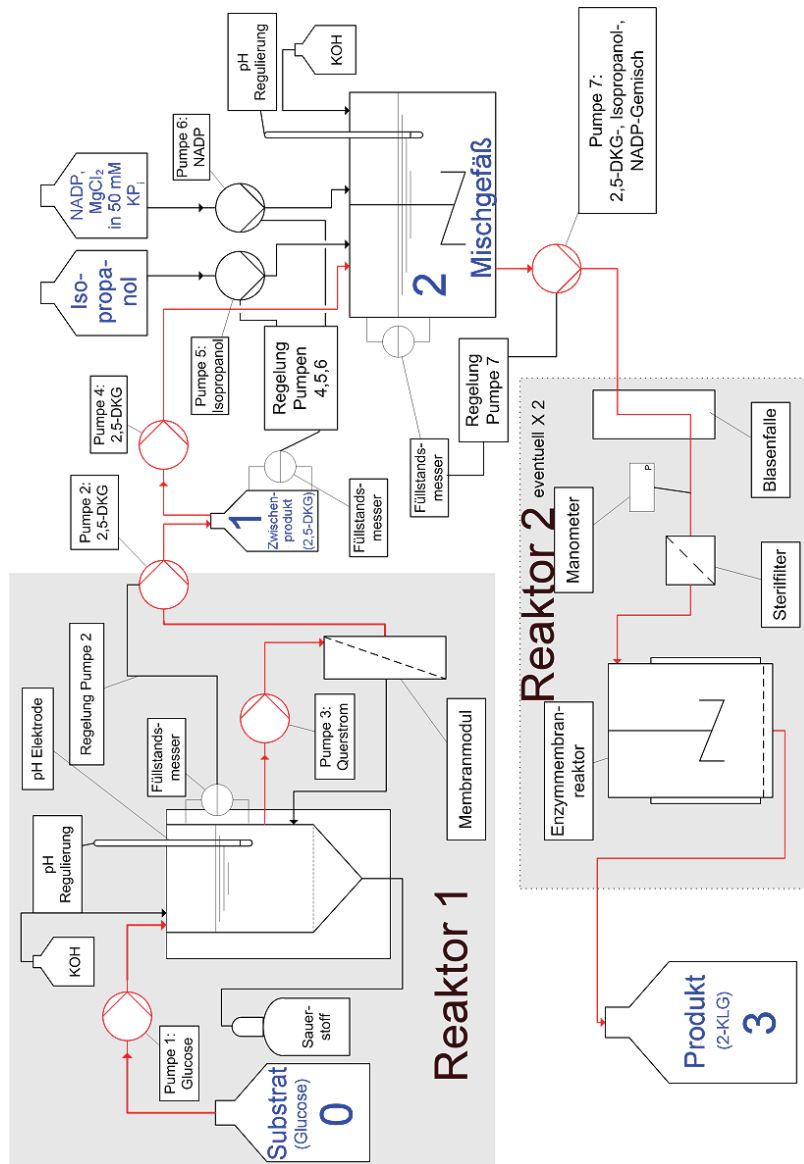 Reaktor 1
Substrat
(Glucose)
0
Pumpe 1:
Glucose
KOH
pH
Regulierung
pH Elektrode
Regelung Pumpe 2
Füllstands-
messer
Sauer-
stoff
Pumpe 3:
Querstrom
Membranmodul
Pumpe 2:
2,5-DKG
Pumpe 4:
2,5-DKG
1
Zwischen-
produkt
(2,5-DKG)
Füllstands-
messer
Iso-
propa-
nol
NADP,
MgCl₂
in 50 mM
KPᵢ
Pumpe 5:
Isopropanol
Pumpe 6:
NADP
Regelung
Pumpen
4,5,6
pH
Regulierung
KOH
2
Mischgefäß
Füllstands-
messer
Regelung
Pumpe 7
Pumpe 7:
2,5-DKG-, Isopropanol-,
NADP-Gemisch
Reaktor 2
eventuell X 2
Enzymmembran-
reaktor
Manometer
P
Sterilfilter
Blasenfalle
Produkt
(2-KLG)
3